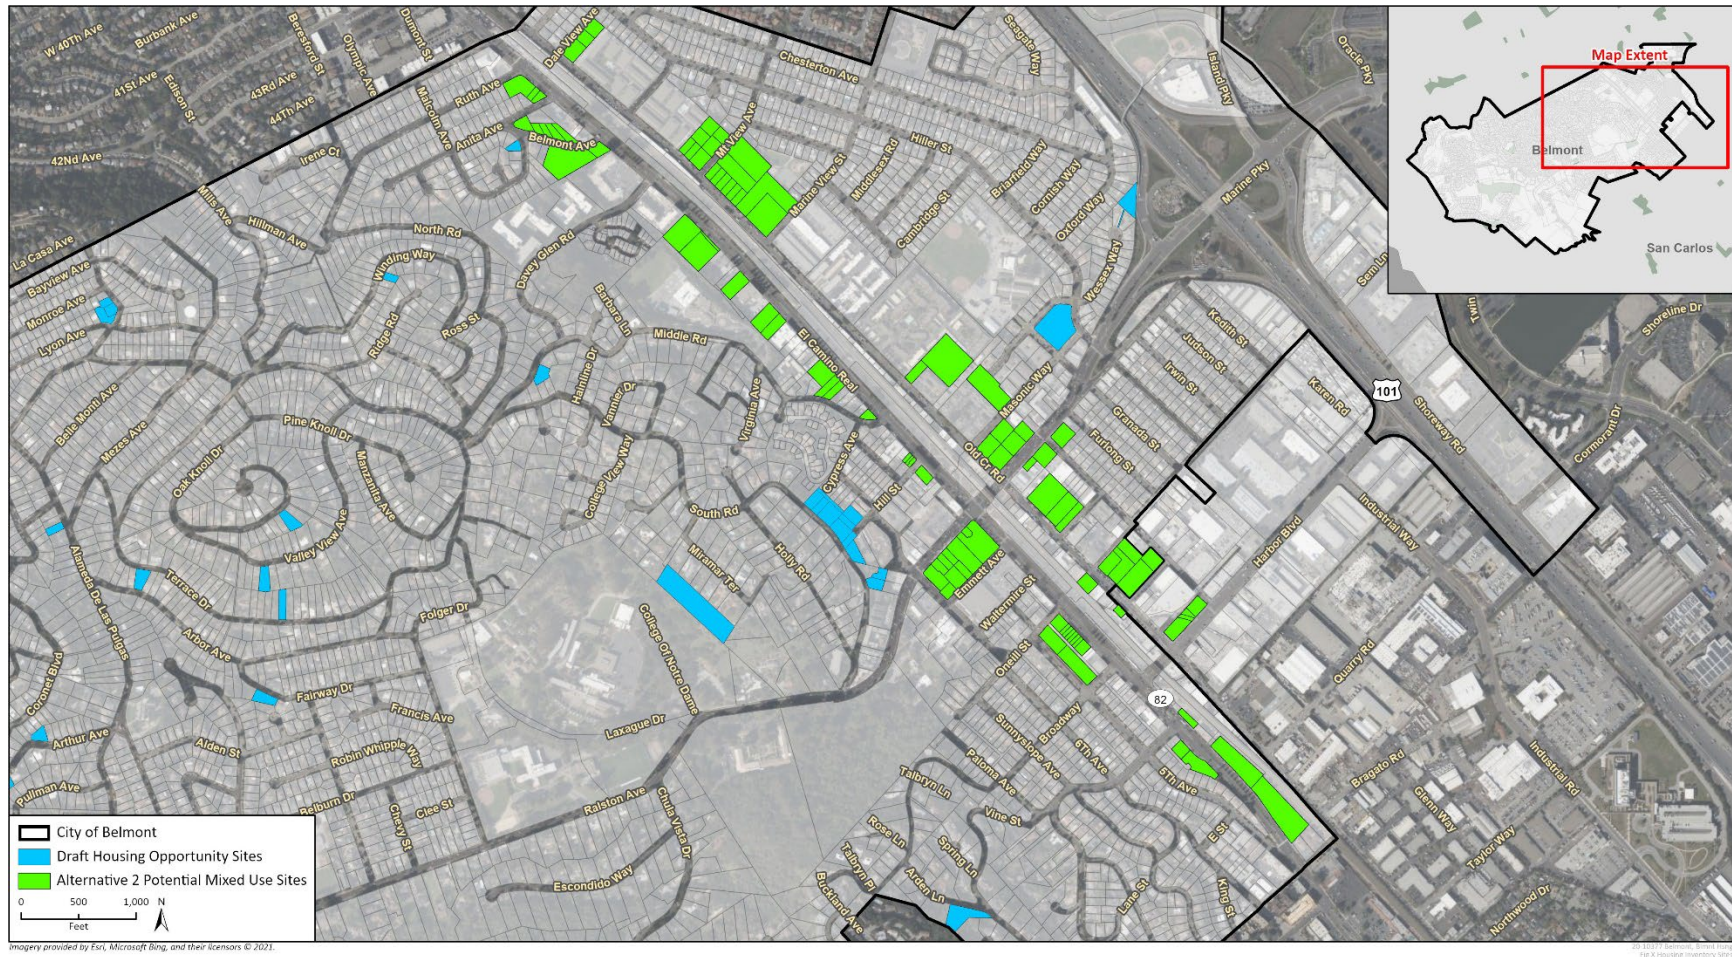 W 40Th Ave
Burbank Ave
Beresford St
Olympic Ave
Dumont St
Dale View Ave
41St Ave
Edison St
43Rd Ave
44Th Ave
42Nd Ave
Irene Ct
Malcolm Ave
Ruth Ave
Anita Ave
Belmont Ave
Chesterton Ave
Seagate Way
Island Pky
Oracle Pky
Mt View Ave
Marine View St
Middlesex Rd
Hiller St
Cambridge St
Briarfield Way
Cornish Way
Oxford Way
Wessex Way
Marine Pky
Sem Ln
Twin
Shoreline Dr
Map Extent
Belmont
San Carlos
La Casa Ave
Bayview Ave
Monroe Ave
Lyon Ave
Mills Ave
Hillman Ave
North Rd
Winding Way
Davey Glen Rd
Ridge Rd
Ross St
Barbara Ln
Middle Rd
El Camino Real
Hainline Dr
Vannier Dr
Virginia Ave
Belle Monti Ave
Mezes Ave
Pine Knoll Dr
Oak Knoll Dr
Manzanita Ave
College View Way
Cypress Ave
Hill St
South Rd
Masonic Way
Old Cr Rd
Kedith St
Judson St
Irwin St
Granada St
Furlong St
Karen Rd
101
Shoreway Rd
Cormorant Dr
Valley View Ave
Terrace Dr
Alameda De Las Pulgas
Arbor Ave
Folger Dr
Miramar Ter
Holly Rd
College Of Notre Dame
Emmett Ave
Waltermire St
Oneill St
Harbor Blvd
Industrial Way
Quarry Rd
Coronet Blvd
Fairway Dr
Francis Ave
Arthur Ave
Alden St
Robin Whipple Way
Laxague Dr
Sunnyslope Ave
Broadway
82
6Th Ave
Paloma Ave
5Th Ave
Talbryn Ln
Bragato Rd
Industrial Rd
Glenn Way
Taylor Way
Pullman Ave
Belburn Dr
Chevy St
Clee St
Ralston Ave
Chula Vista Dr
Vine St
E St
Rose Ln
Spring Ln
Talbryn Pl
Arden Ln
Buckland Ave
Escondido Way
Lane St
King St
Northwood Dr
City of Belmont
Draft Housing Opportunity Sites
Alternative 2 Potential Mixed Use Sites
0 500 1,000 N
Feet
Imagery provided by Esri, Microsoft Bing, and their licensors © 2021.